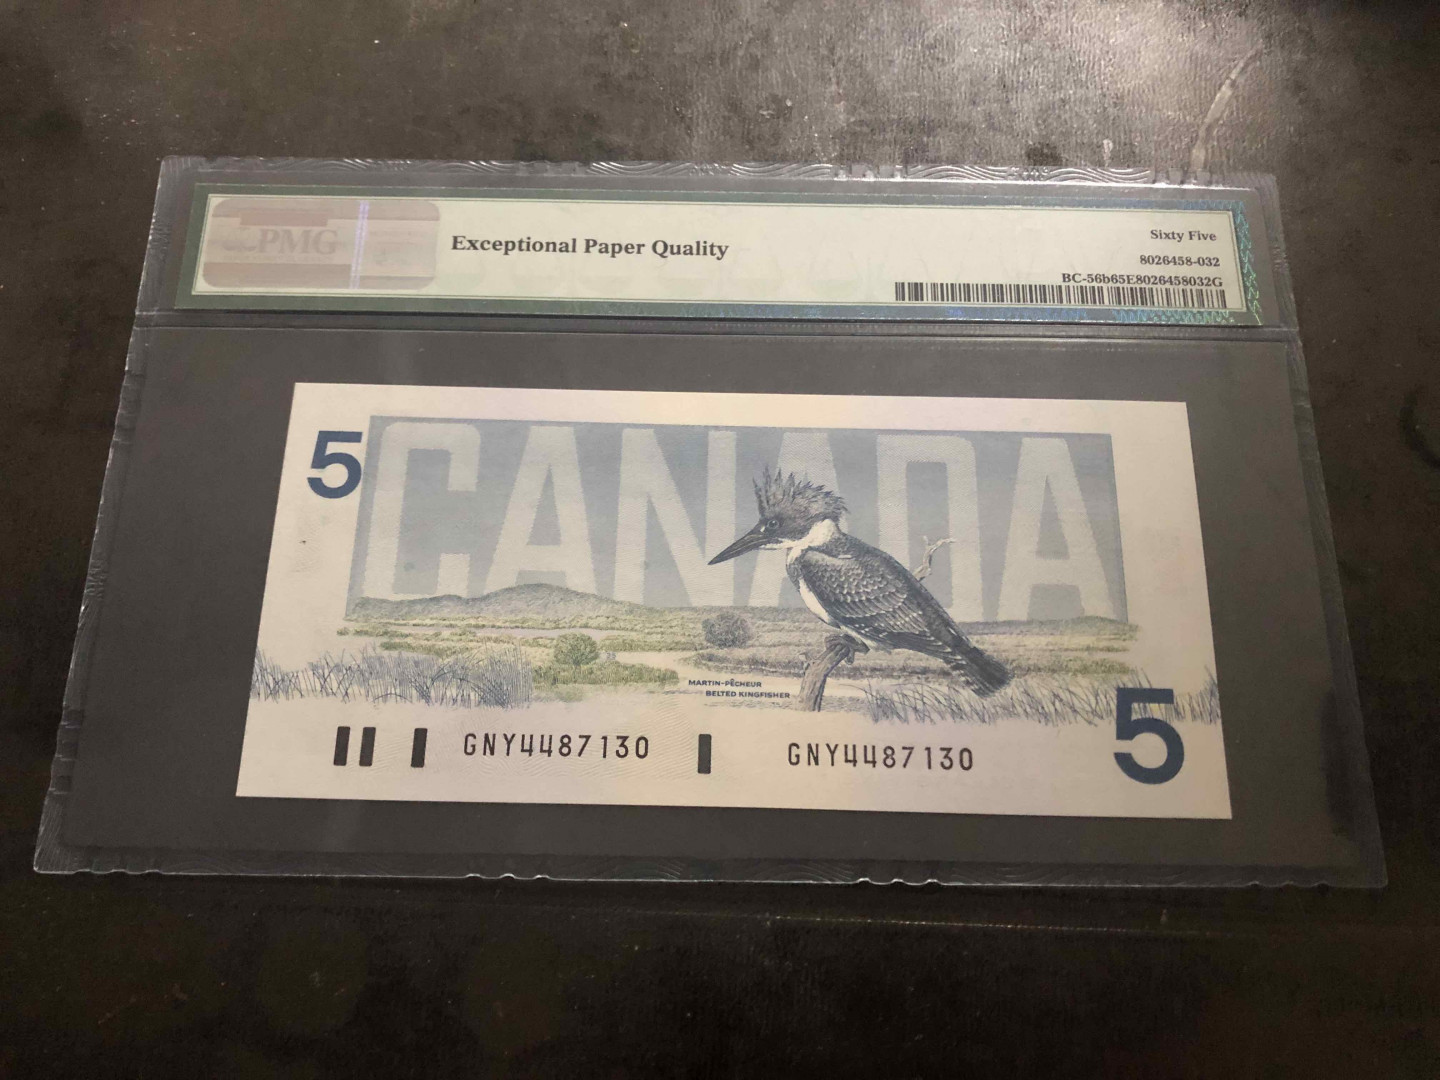 PMG
Exceptional Paper Quality
Sixty Five
8026458-032
BC-56b65E8026458032G
5
CANADA
MARTIN-PÊCHEUR
BELTED KINGFISHER
GNY4487130
GNY4487130
5